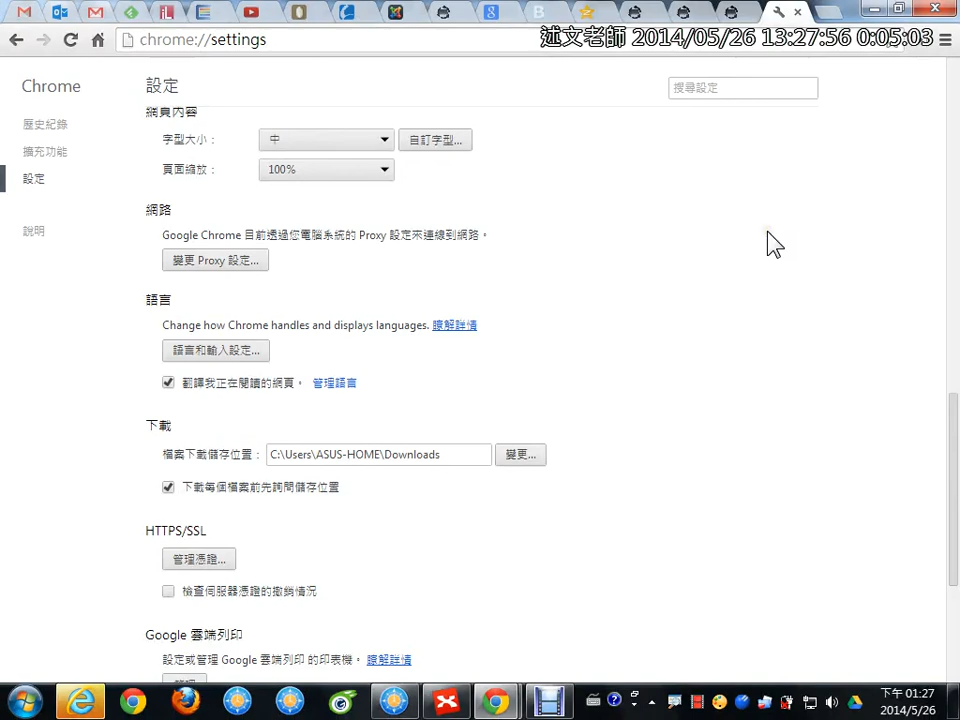 chrome://settings
述文老師 2014/05/26 13:27:56 0:05:03
Chrome
設定
搜尋設定
歷史紀錄
擴充功能
設定
說明
網頁內容
字型大小：
中
自訂字型...
頁面縮放：
100%
網路
Google Chrome 目前透過您電腦系統的 Proxy 設定來連線到網路。
變更 Proxy 設定...
語言
Change how Chrome handles and displays languages. 瞭解詳情
語言和輸入設定...
翻譯我正在閱讀的網頁。 管理語言
下載
檔案下載儲存位置：
C:\Users\ASUS-HOME\Downloads
變更...
下載每個檔案前先詢問儲存位置
HTTPS/SSL
管理憑證...
檢查伺服器憑證的撤銷情況
Google 雲端列印
設定或管理 Google 雲端列印 的印表機。 瞭解詳情
下午 01:27
2014/5/26